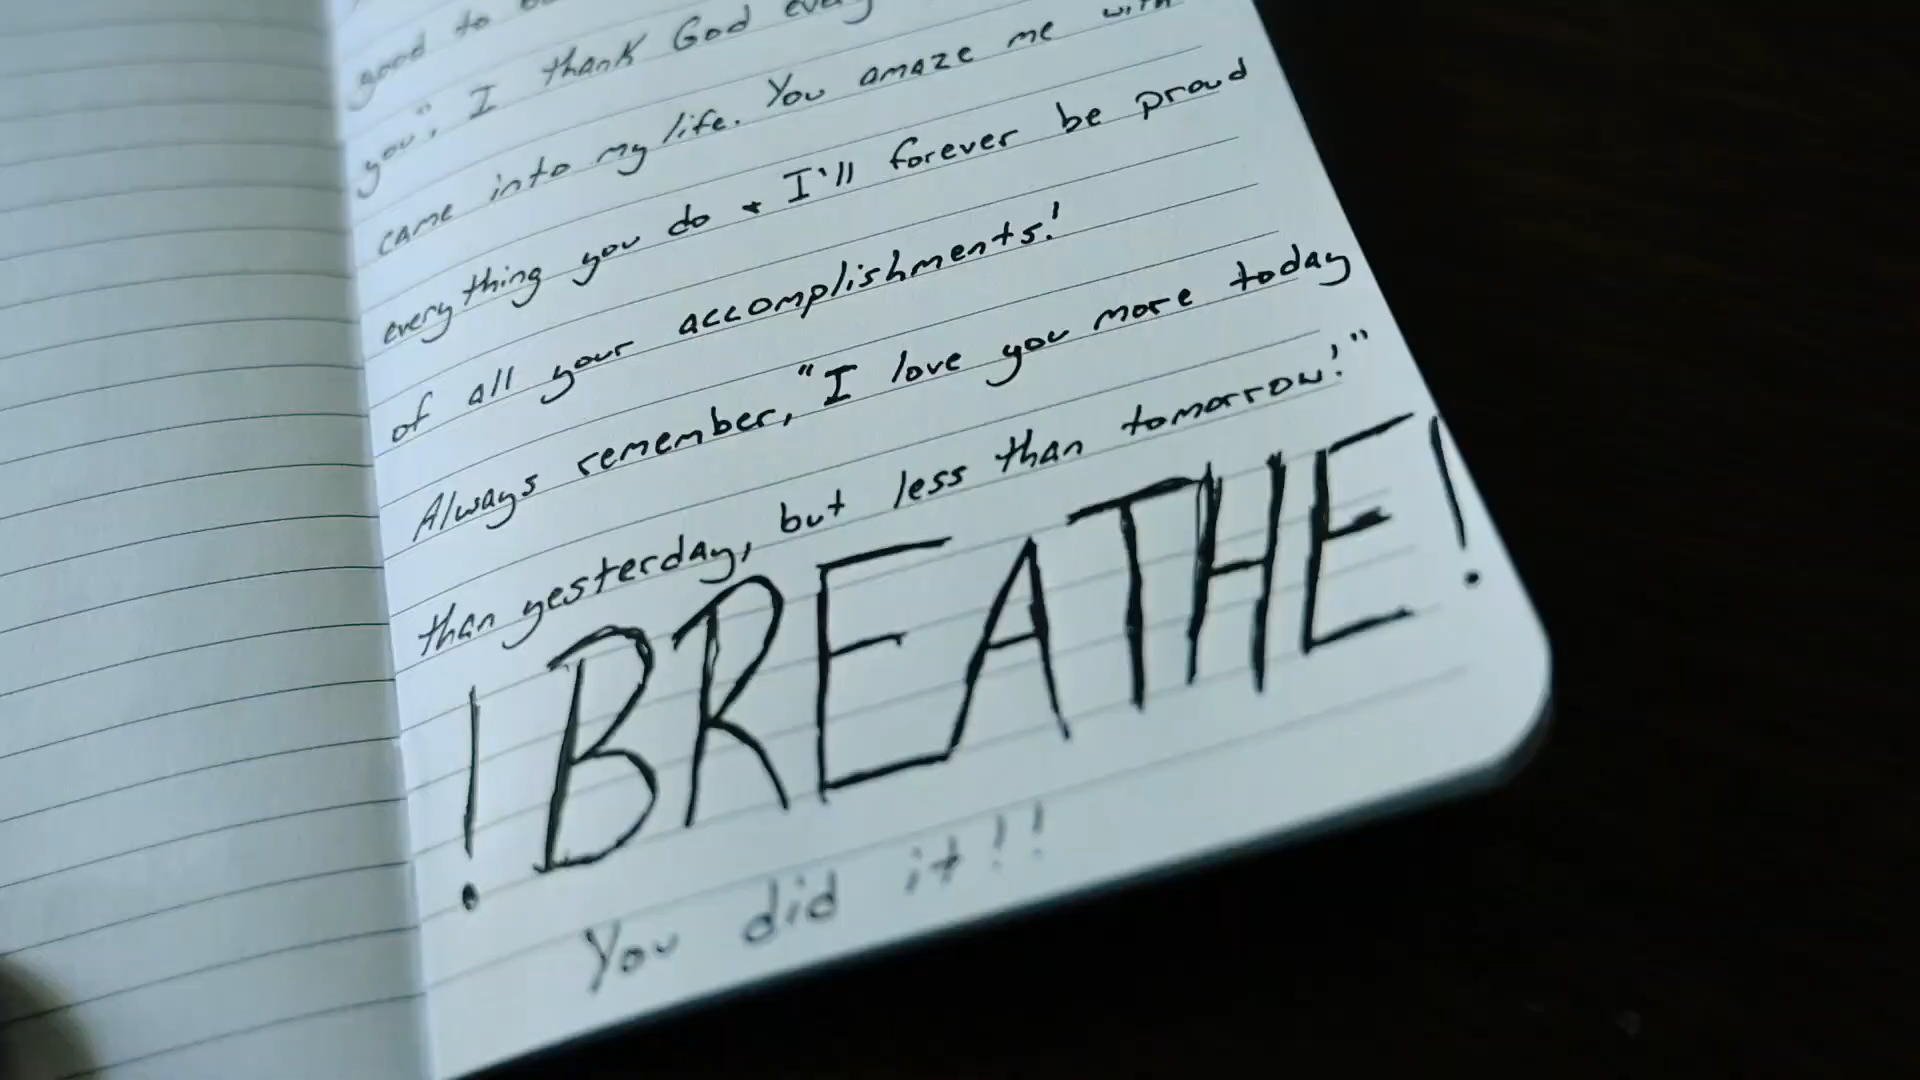 good to
you", I thank God every
came into my life. You amaze me with
everything you do + I'll forever be proud
of all your accomplishments!
Always remember, "I love you more today
than yesterday, but less than tomorrow!"
! BREATHE!
You did it!!